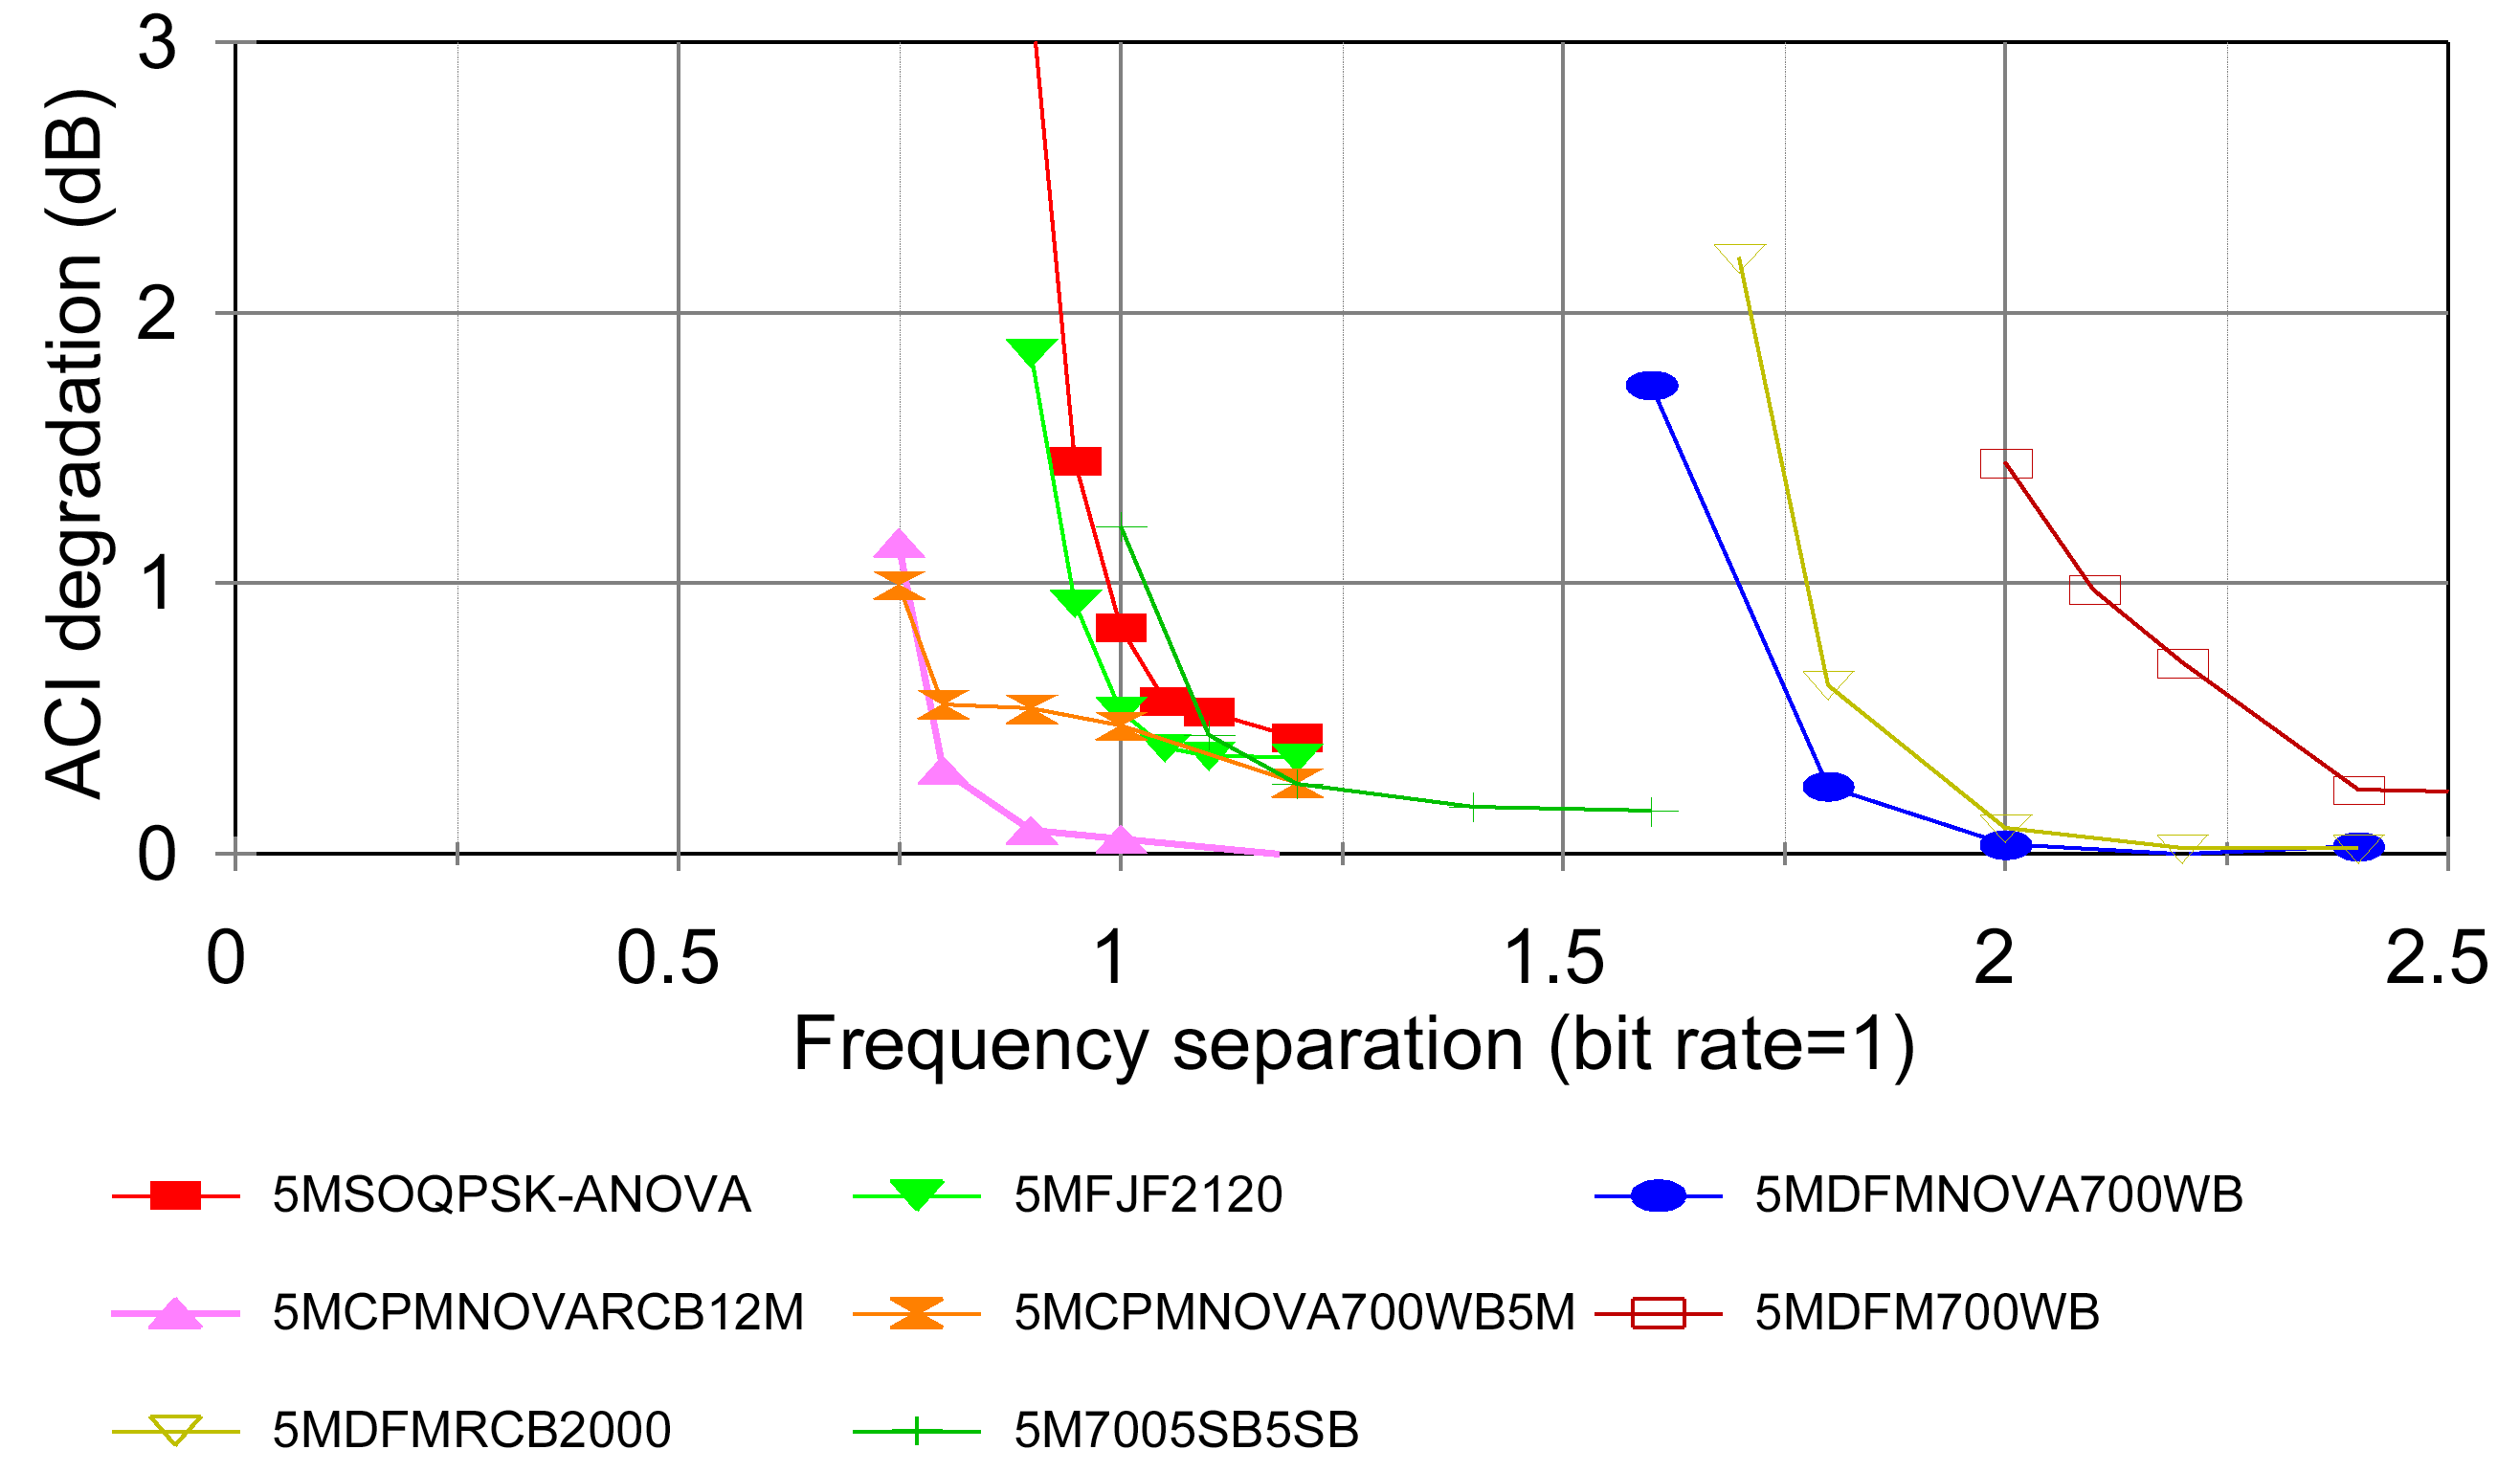 ACI degradation (dB)
3
2
1
0
0 0.5 1 1.5 2 2.5
Frequency separation (bit rate=1)
5MSOQPSK-ANOVA 5MFJF2120 5MDFMNOVA700WB
5MCPMNOVARCB12M 5MCPMNOVA700WB5M 5MDFM700WB
5MDFMRCB2000 5M7005SB5SB